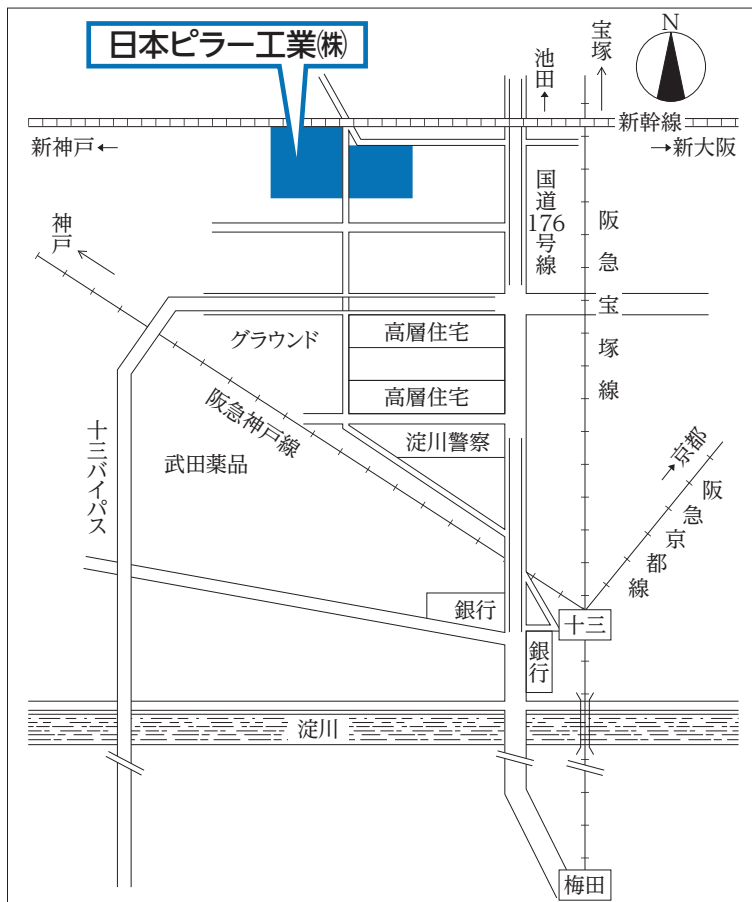 日本ピラー工業㈱
N
宝塚
池田
新幹線
新神戸←
→新大阪
国道176号線
神戸
阪急宝塚線
グラウンド
高層住宅
高層住宅
阪急神戸線
淀川警察
十三バイパス
武田薬品
京都
阪急京都線
銀行
十三
銀行
淀川
梅田